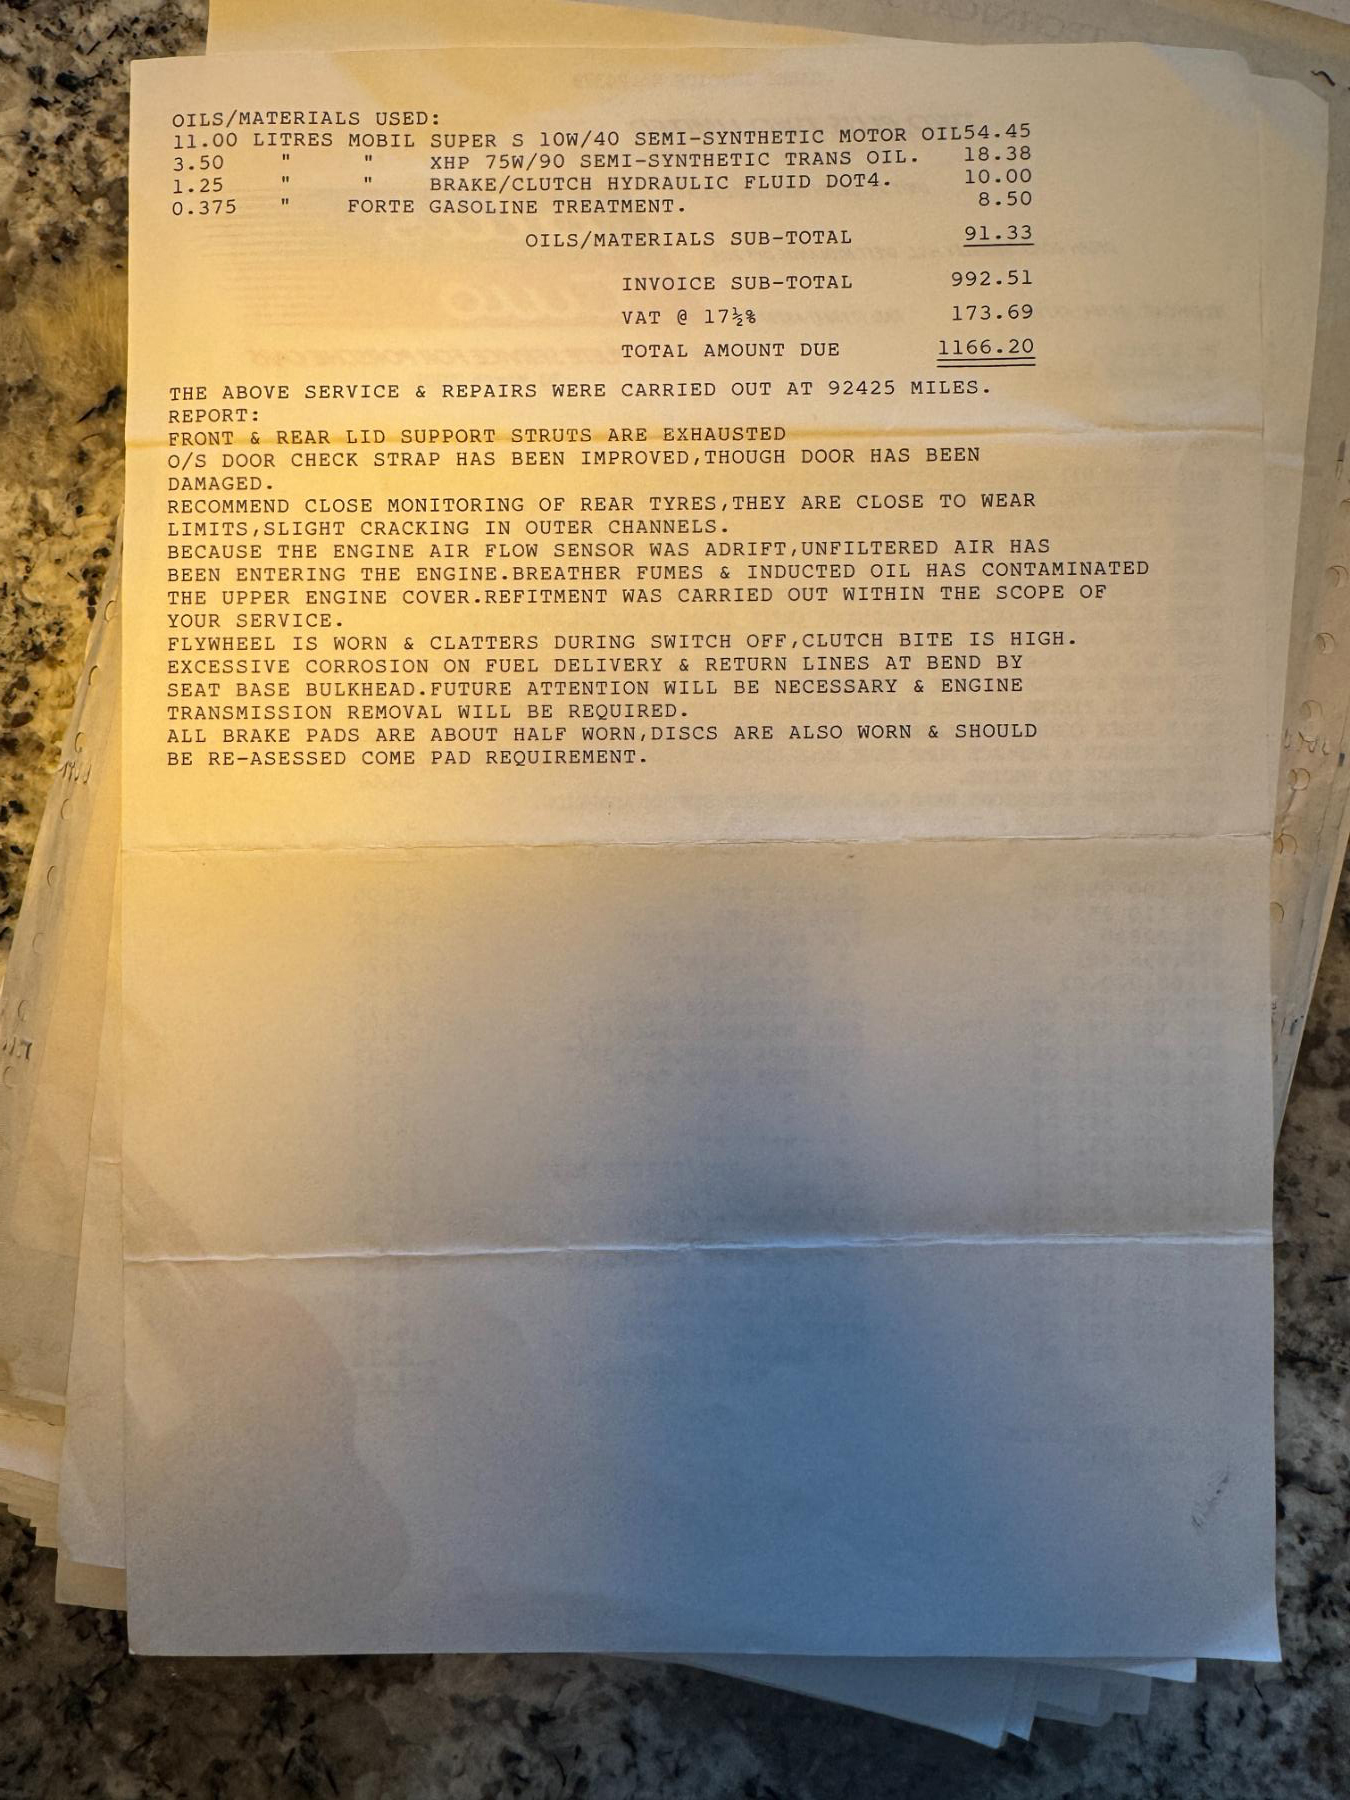 OILS/MATERIALS USED:
11.00 LITRES MOBIL SUPER S 10W/40 SEMI-SYNTHETIC MOTOR OIL54.45
3.50 " " XHP 75W/90 SEMI-SYNTHETIC TRANS OIL. 18.38
1.25 " " BRAKE/CLUTCH HYDRAULIC FLUID DOT4. 10.00
0.375 " FORTE GASOLINE TREATMENT. 8.50
OILS/MATERIALS SUB-TOTAL 91.33
INVOICE SUB-TOTAL 992.51
VAT @ 17½% 173.69
TOTAL AMOUNT DUE 1166.20
THE ABOVE SERVICE & REPAIRS WERE CARRIED OUT AT 92425 MILES.
REPORT:
FRONT & REAR LID SUPPORT STRUTS ARE EXHAUSTED
O/S DOOR CHECK STRAP HAS BEEN IMPROVED,THOUGH DOOR HAS BEEN
DAMAGED.
RECOMMEND CLOSE MONITORING OF REAR TYRES,THEY ARE CLOSE TO WEAR
LIMITS,SLIGHT CRACKING IN OUTER CHANNELS.
BECAUSE THE ENGINE AIR FLOW SENSOR WAS ADRIFT,UNFILTERED AIR HAS
BEEN ENTERING THE ENGINE.BREATHER FUMES & INDUCTED OIL HAS CONTAMINATED
THE UPPER ENGINE COVER.REFITMENT WAS CARRIED OUT WITHIN THE SCOPE OF
YOUR SERVICE.
FLYWHEEL IS WORN & CLATTERS DURING SWITCH OFF,CLUTCH BITE IS HIGH.
EXCESSIVE CORROSION ON FUEL DELIVERY & RETURN LINES AT BEND BY
SEAT BASE BULKHEAD.FUTURE ATTENTION WILL BE NECESSARY & ENGINE
TRANSMISSION REMOVAL WILL BE REQUIRED.
ALL BRAKE PADS ARE ABOUT HALF WORN,DISCS ARE ALSO WORN & SHOULD
BE RE-ASESSED COME PAD REQUIREMENT.